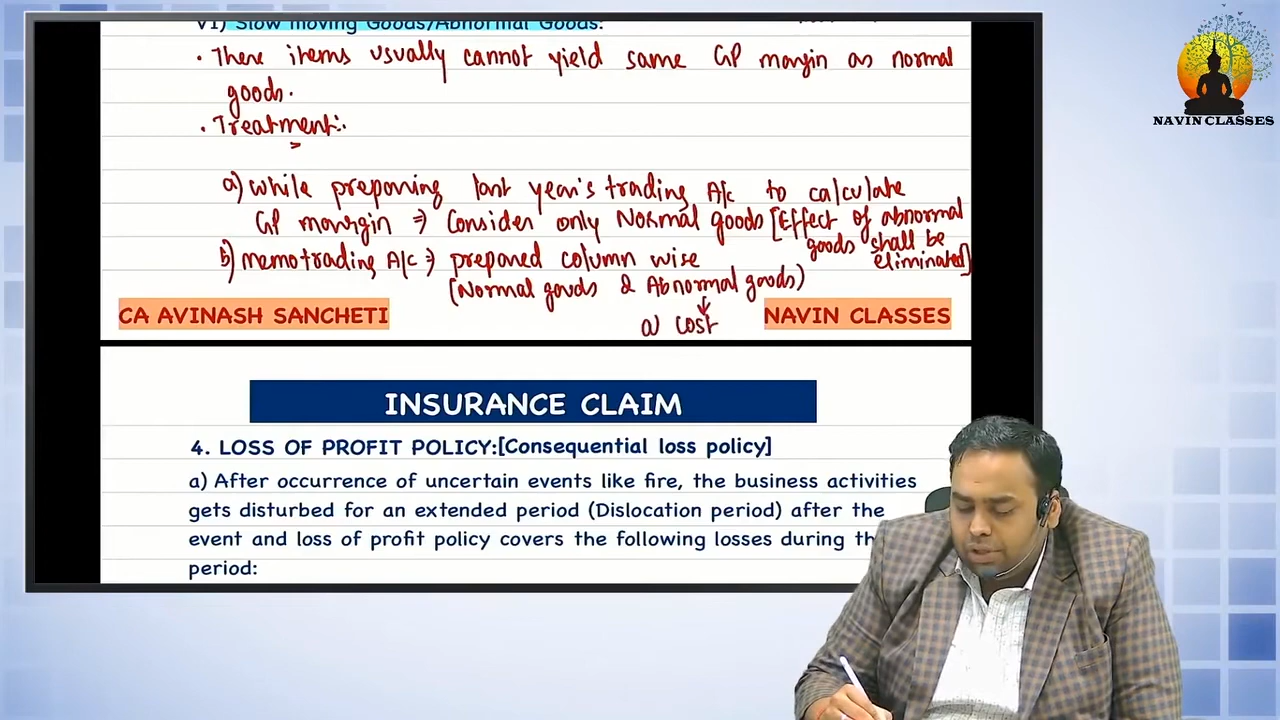 VI) Slow moving Goods/Abnormal Goods:
• These items usually cannot yield same GP margin as normal
goods.
• Treatment:
a) while preparing last year's trading A/c to calculate
GP margin ⇒ Consider only Normal goods [Effect of abnormal
goods shall be
eliminated]
b) memo trading A/c ⇒ prepared column wise
[Normal goods & Abnormal goods)
@ cost
CA AVINASH SANCHETI
NAVIN CLASSES
INSURANCE CLAIM
4. LOSS OF PROFIT POLICY:[Consequential loss policy]
a) After occurrence of uncertain events like fire, the business activities
gets disturbed for an extended period (Dislocation period) after the
event and loss of profit policy covers the following losses during
period:
NAVIN CLASSES